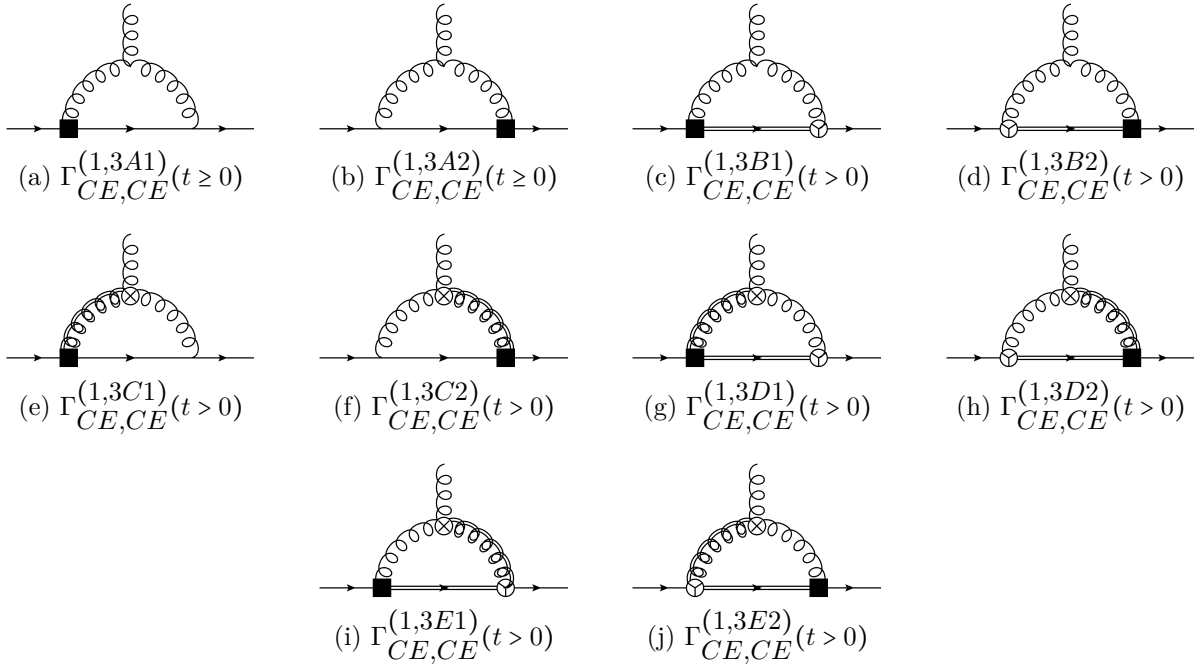 (a) Γ^{(1,3A1)}_{CE,CE}(t ≥ 0)
(b) Γ^{(1,3A2)}_{CE,CE}(t ≥ 0)
(c) Γ^{(1,3B1)}_{CE,CE}(t > 0)
(d) Γ^{(1,3B2)}_{CE,CE}(t > 0)
(e) Γ^{(1,3C1)}_{CE,CE}(t > 0)
(f) Γ^{(1,3C2)}_{CE,CE}(t > 0)
(g) Γ^{(1,3D1)}_{CE,CE}(t > 0)
(h) Γ^{(1,3D2)}_{CE,CE}(t > 0)
(i) Γ^{(1,3E1)}_{CE,CE}(t > 0)
(j) Γ^{(1,3E2)}_{CE,CE}(t > 0)